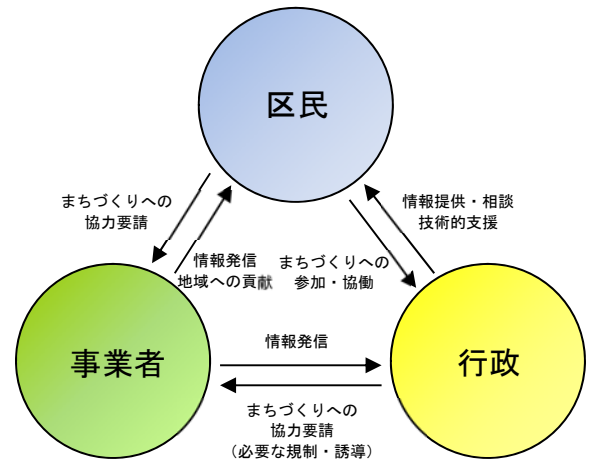 区民
まちづくりへの
協力要請
情報提供・相談
技術的支援
情報発信
地域への貢献
まちづくりへの
参加・協働
事業者
情報発信
行政
まちづくりへの
協力要請
（必要な規制・誘導）